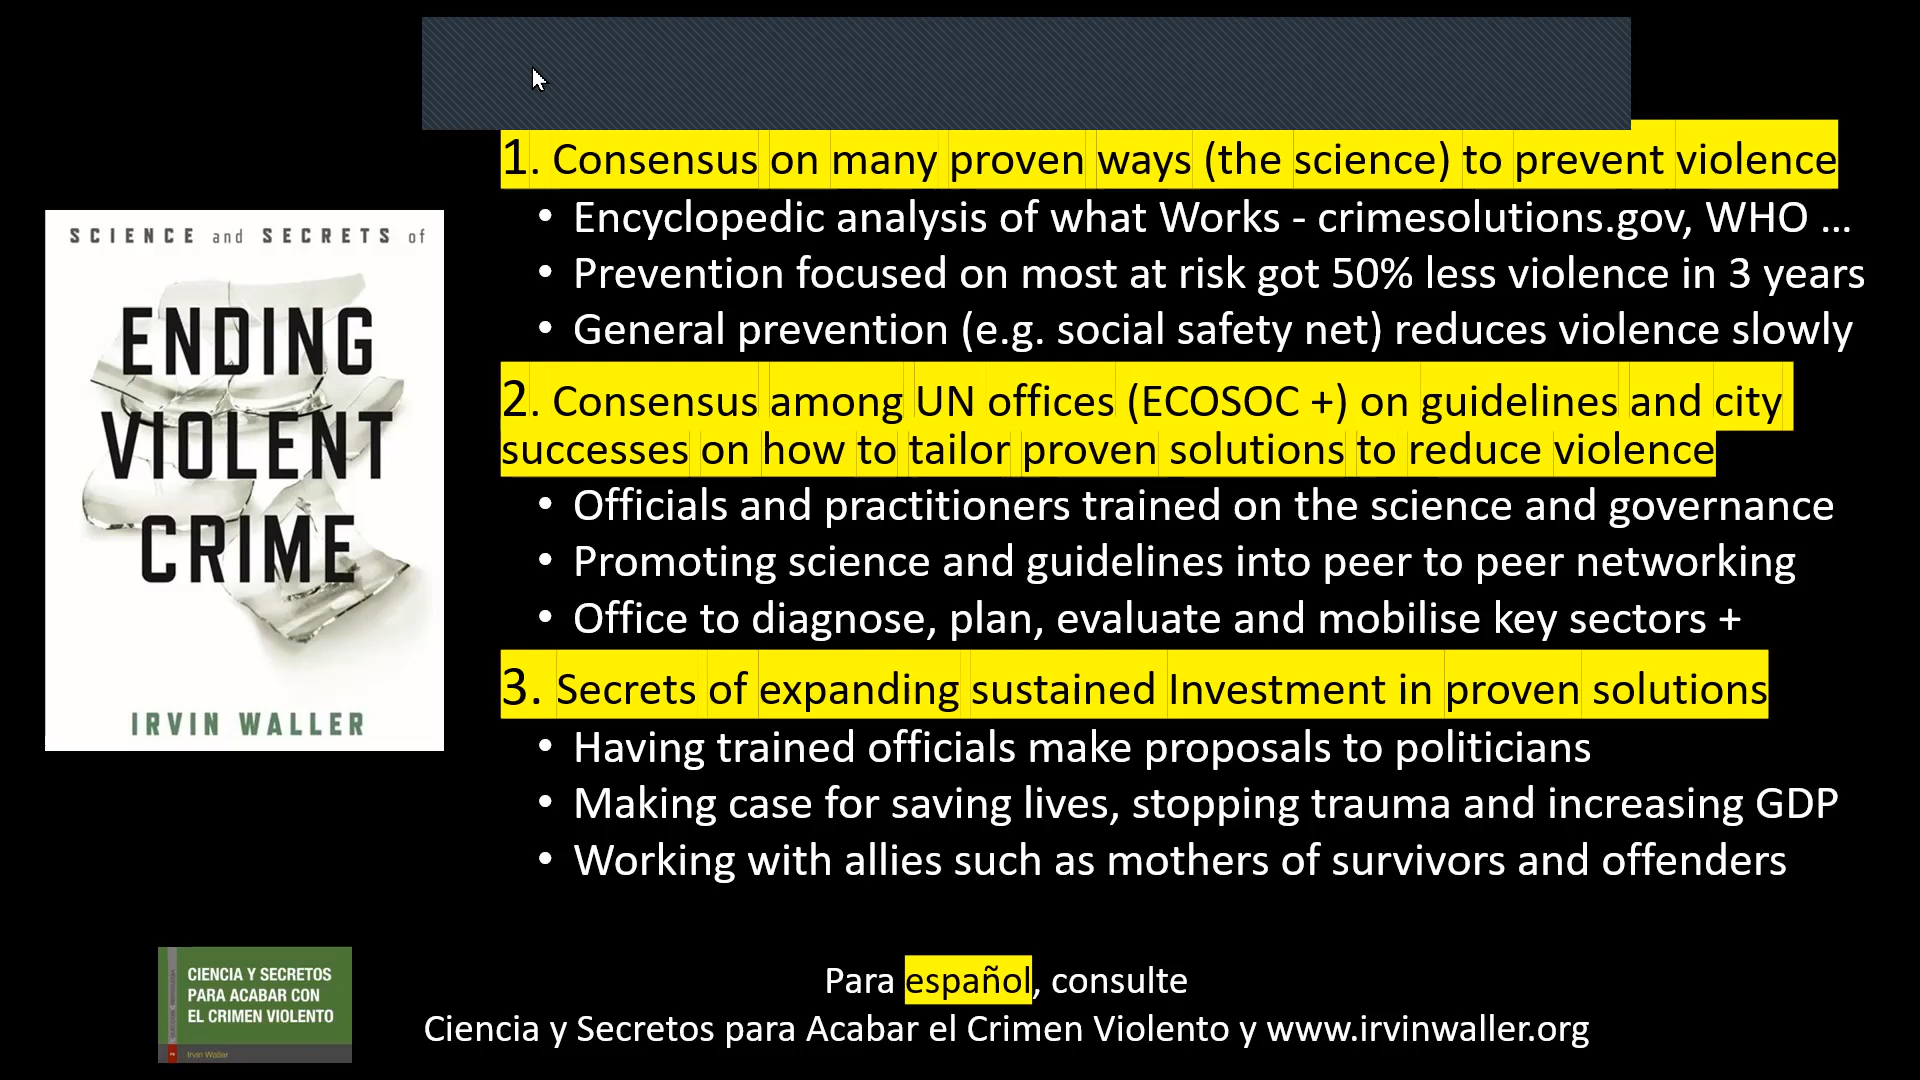 SCIENCE and SECRETS of
ENDING
VIOLENT
CRIME
IRVIN WALLER
1. Consensus on many proven ways (the science) to prevent violence
• Encyclopedic analysis of what Works - crimesolutions.gov, WHO ...
• Prevention focused on most at risk got 50% less violence in 3 years
• General prevention (e.g. social safety net) reduces violence slowly
2. Consensus among UN offices (ECOSOC +) on guidelines and city
successes on how to tailor proven solutions to reduce violence
• Officials and practitioners trained on the science and governance
• Promoting science and guidelines into peer to peer networking
• Office to diagnose, plan, evaluate and mobilise key sectors +
3. Secrets of expanding sustained Investment in proven solutions
• Having trained officials make proposals to politicians
• Making case for saving lives, stopping trauma and increasing GDP
• Working with allies such as mothers of survivors and offenders
CIENCIA Y SECRETOS
PARA ACABAR CON
EL CRIMEN VIOLENTO
Irvin Waller
Para español, consulte
Ciencia y Secretos para Acabar el Crimen Violento y www.irvinwaller.org